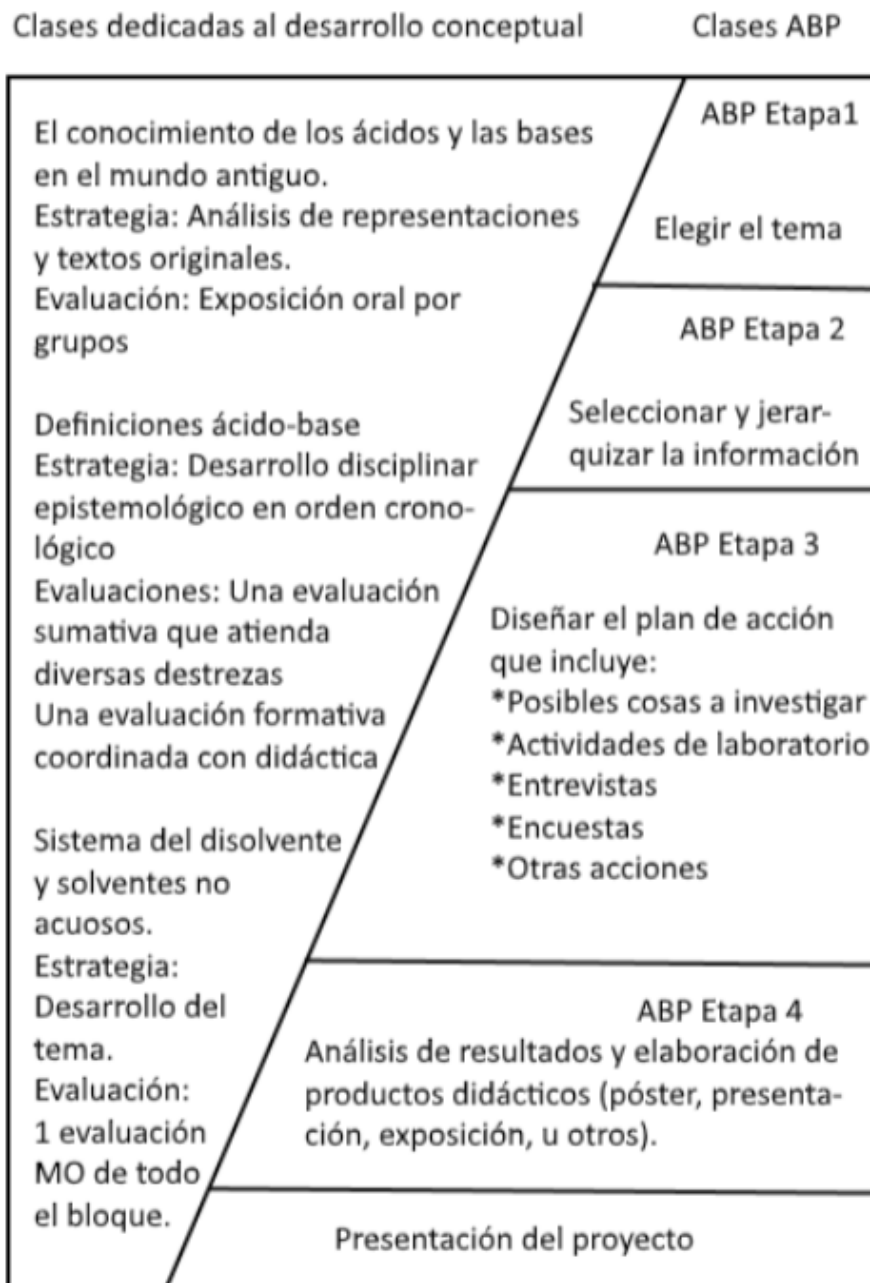 Clases dedicadas al desarrollo conceptual
Clases ABP
El conocimiento de los ácidos y las bases
en el mundo antiguo.
Estrategia: Análisis de representaciones
y textos originales.
Evaluación: Exposición oral por
grupos
Definiciones ácido-base
Estrategia: Desarrollo disciplinar
epistemológico en orden crono-
lógico
Evaluaciones: Una evaluación
sumativa que atienda
diversas destrezas
Una evaluación formativa
coordinada con didáctica
Sistema del disolvente
y solventes no
acuosos.
Estrategia:
Desarrollo del
tema.
Evaluación:
1 evaluación
MO de todo
el bloque.
ABP Etapa1
Elegir el tema
ABP Etapa 2
Seleccionar y jerar-
quizar la información
ABP Etapa 3
Diseñar el plan de acción
que incluye:
*Posibles cosas a investigar
*Actividades de laboratorio
*Entrevistas
*Encuestas
*Otras acciones
ABP Etapa 4
Análisis de resultados y elaboración de
productos didácticos (póster, presenta-
ción, exposición, u otros).
Presentación del proyecto